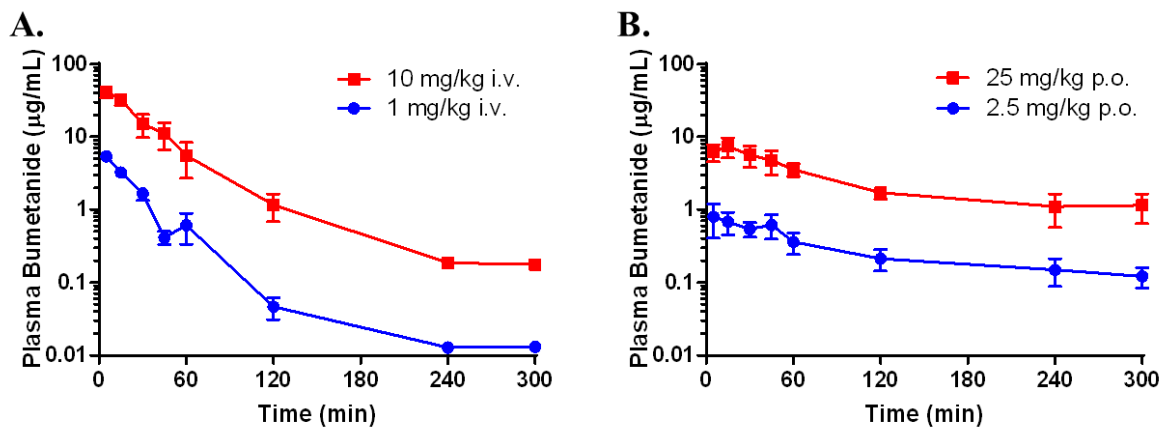 A.
Plasma Bumetanide (μg/mL)
100
10
1
0.1
0.01
10 mg/kg i.v.
1 mg/kg i.v.
0 60 120 180 240 300
Time (min)
B.
Plasma Bumetanide (μg/mL)
100
10
1
0.1
0.01
25 mg/kg p.o.
2.5 mg/kg p.o.
0 60 120 180 240 300
Time (min)